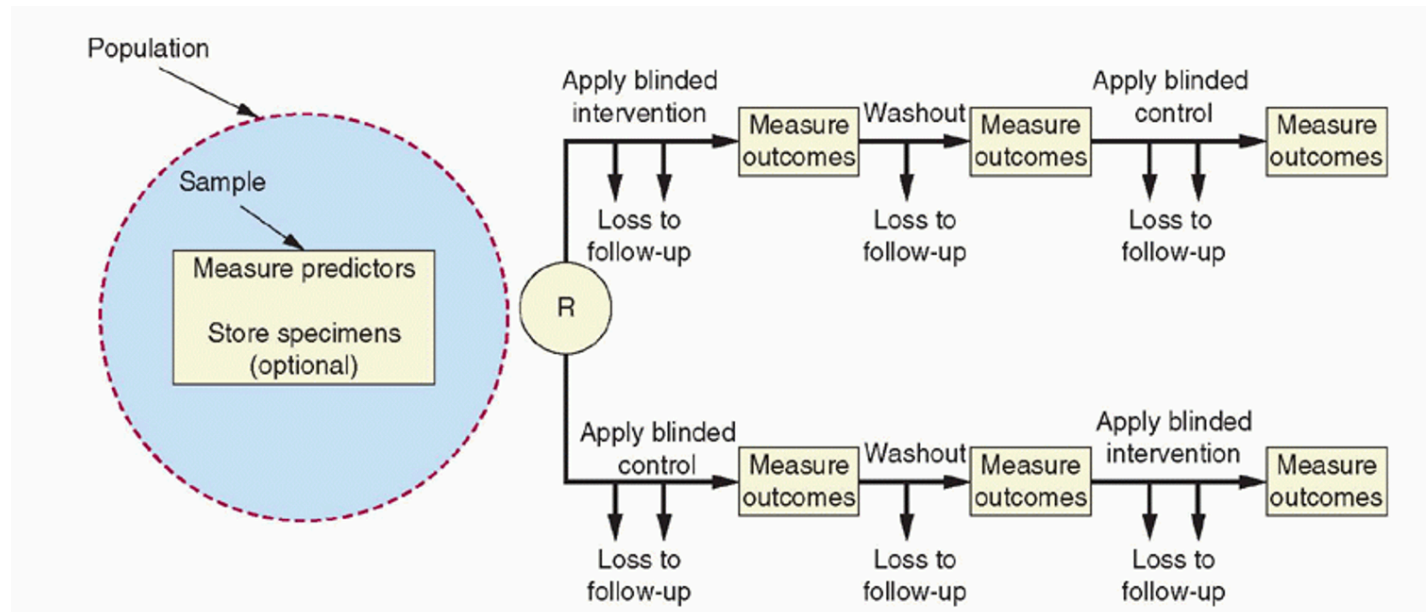 Population
Sample
Measure predictors
Store specimens
(optional)
R
Apply blinded
intervention
Measure
outcomes
Washout
Measure
outcomes
Apply blinded
control
Measure
outcomes
Loss to
follow-up
Loss to
follow-up
Loss to
follow-up
Apply blinded
control
Measure
outcomes
Washout
Measure
outcomes
Apply blinded
intervention
Measure
outcomes
Loss to
follow-up
Loss to
follow-up
Loss to
follow-up